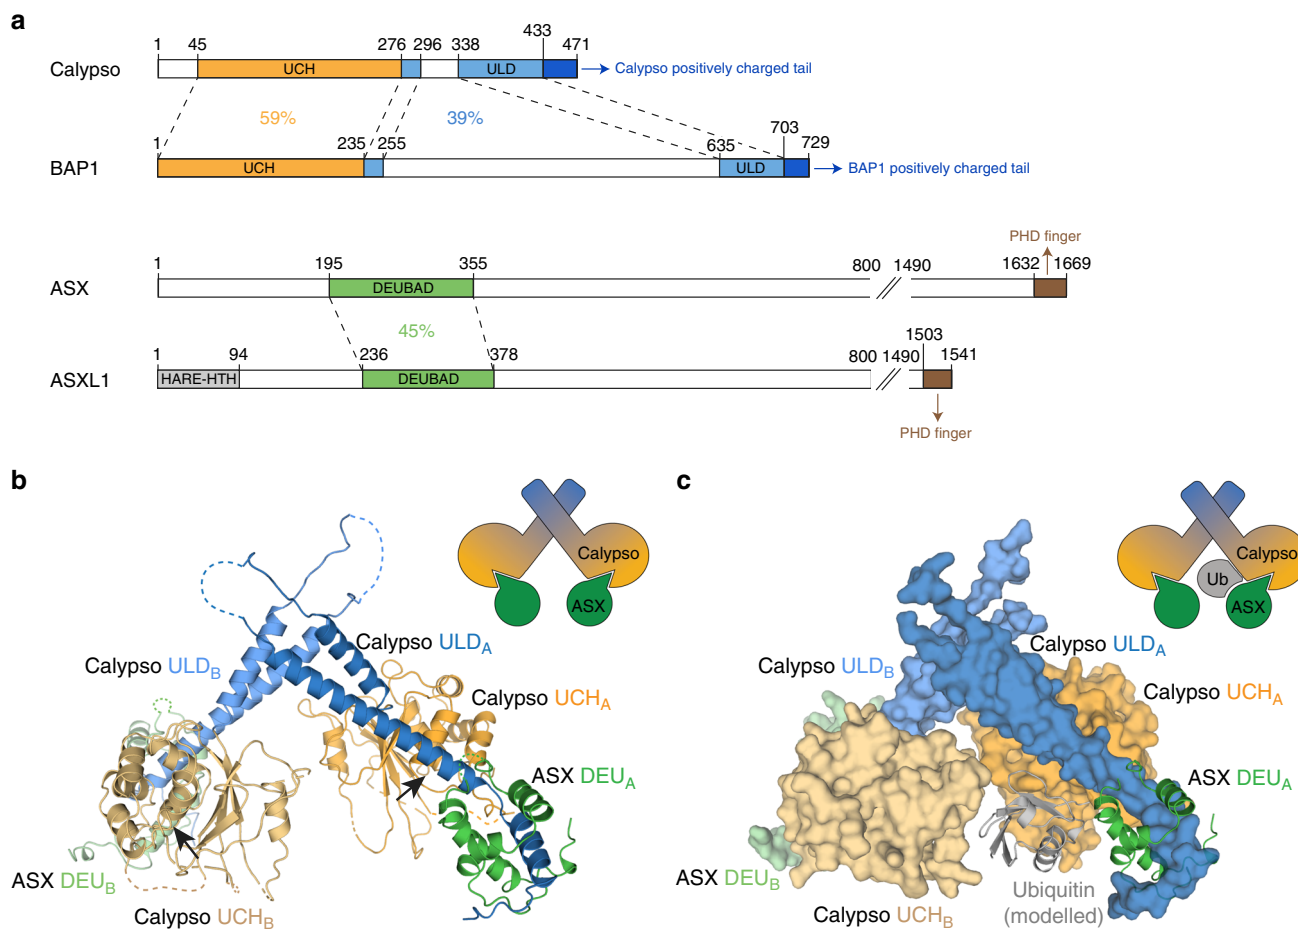 a
1 45 276 296 338 433 471
Calypso UCH ULD Calypso positively charged tail
59% 39%
1 235 255 635 703 729
BAP1 UCH ULD BAP1 positively charged tail
PHD finger
1 195 355 800 1490 1632 1669
ASX DEUBAD
45%
1 94 236 378 800 1490 1503 1541
ASXL1 HARE-HTH DEUBAD
PHD finger
b
Calypso
ASX
Calypso ULDA
Calypso ULDB
Calypso UCHA
ASX DEUA
ASX DEUB
Calypso UCHB
c
Calypso
Ub
ASX
Calypso ULDA
Calypso ULDB
Calypso UCHA
ASX DEUA
ASX DEUB
Calypso UCHB
Ubiquitin
(modelled)